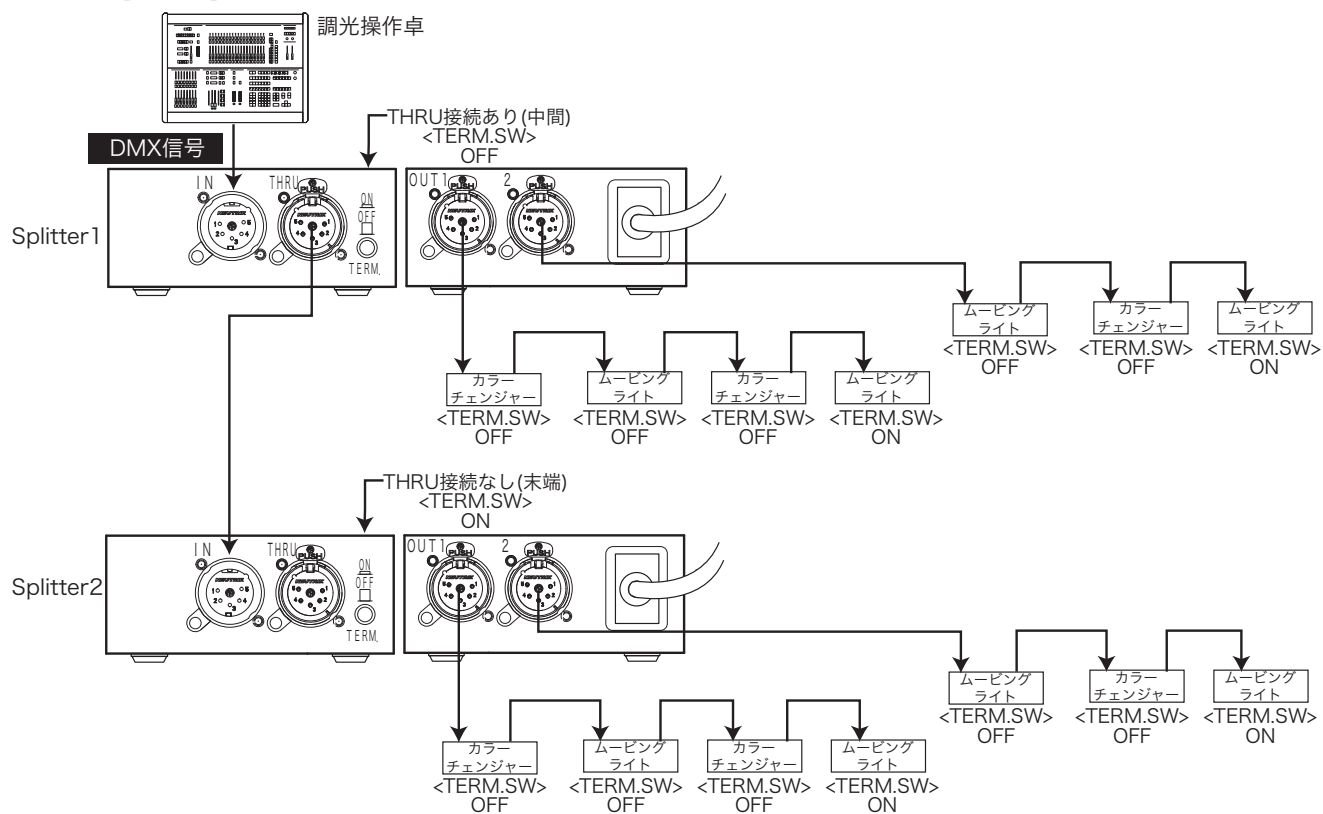 調光操作卓
DMX信号
THRU接続あり(中間)
<TERM.SW>
OFF
Splitter1
IN
THRU
PUSH
NEUTRIK
ON
OFF
TERM.
OUT1
PUSH
2
PUSH
NEUTRIK
NEUTRIK
ムービング
ライト
<TERM.SW>
OFF
カラー
チェンジャー
<TERM.SW>
OFF
ムービング
ライト
<TERM.SW>
ON
カラー
チェンジャー
<TERM.SW>
OFF
ムービング
ライト
<TERM.SW>
OFF
カラー
チェンジャー
<TERM.SW>
OFF
ムービング
ライト
<TERM.SW>
ON
THRU接続なし(末端)
<TERM.SW>
ON
Splitter2
IN
THRU
PUSH
NEUTRIK
ON
OFF
TERM.
OUT1
PUSH
2
PUSH
NEUTRIK
NEUTRIK
ムービング
ライト
<TERM.SW>
OFF
カラー
チェンジャー
<TERM.SW>
OFF
ムービング
ライト
<TERM.SW>
ON
カラー
チェンジャー
<TERM.SW>
OFF
ムービング
ライト
<TERM.SW>
OFF
カラー
チェンジャー
<TERM.SW>
OFF
ムービング
ライト
<TERM.SW>
ON